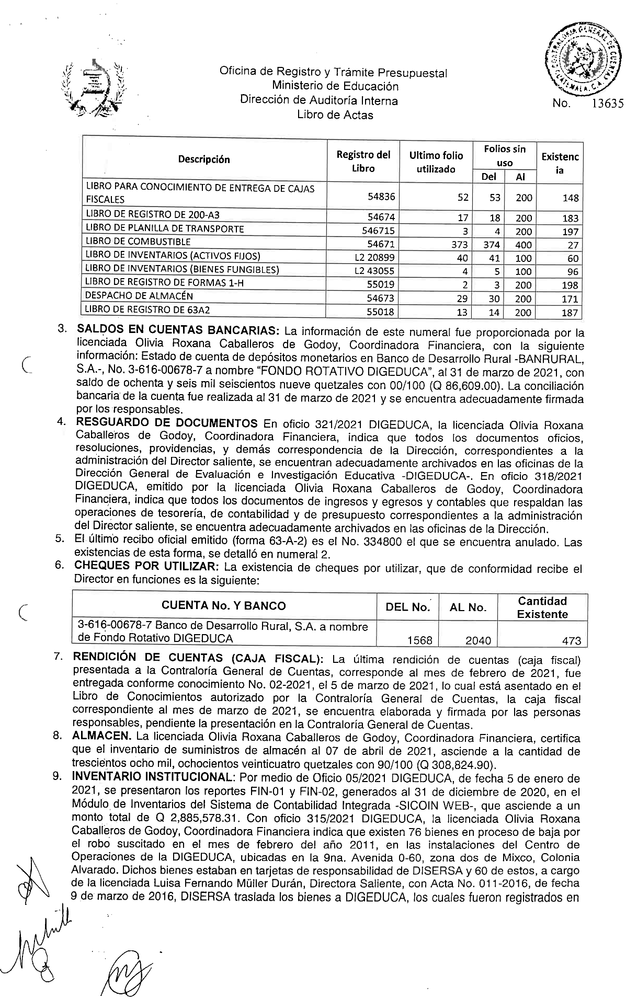 CONTRALORIA GENERAL DE CUENTAS
GUATEMALA, C.A.
Oficina de Registro y Trámite Presupuestal
Ministerio de Educación
Dirección de Auditoría Interna
Libro de Actas
No. 13635
Descripción | Registro del Libro | Ultimo folio utilizado | Folios sin uso | Existencia
Del | Al
LIBRO PARA CONOCIMIENTO DE ENTREGA DE CAJAS
FISCALES | 54836 | 52 | 53 | 200 | 148
LIBRO DE REGISTRO DE 200-A3 | 54674 | 17 | 18 | 200 | 183
LIBRO DE PLANILLA DE TRANSPORTE | 546715 | 3 | 4 | 200 | 197
LIBRO DE COMBUSTIBLE | 54671 | 373 | 374 | 400 | 27
LIBRO DE INVENTARIOS (ACTIVOS FIJOS) | L2 20899 | 40 | 41 | 100 | 60
LIBRO DE INVENTARIOS (BIENES FUNGIBLES) | L2 43055 | 4 | 5 | 100 | 96
LIBRO DE REGISTRO DE FORMAS 1-H | 55019 | 2 | 3 | 200 | 198
DESPACHO DE ALMACÉN | 54673 | 29 | 30 | 200 | 171
LIBRO DE REGISTRO DE 63A2 | 55018 | 13 | 14 | 200 | 187
3. SALDOS EN CUENTAS BANCARIAS: La información de este numeral fue proporcionada por la
licenciada Olivia Roxana Caballeros de Godoy, Coordinadora Financiera, con la siguiente
información: Estado de cuenta de depósitos monetarios en Banco de Desarrollo Rural -BANRURAL,
S.A.-, No. 3-616-00678-7 a nombre “FONDO ROTATIVO DIGEDUCA”, al 31 de marzo de 2021, con
saldo de ochenta y seis mil seiscientos nueve quetzales con 00/100 (Q 86,609.00). La conciliación
bancaria de la cuenta fue realizada al 31 de marzo de 2021 y se encuentra adecuadamente firmada
por los responsables.
4. RESGUARDO DE DOCUMENTOS En oficio 321/2021 DIGEDUCA, la licenciada Olivia Roxana
Caballeros de Godoy, Coordinadora Financiera, indica que todos los documentos oficios,
resoluciones, providencias, y demás correspondencia de la Dirección, correspondientes a la
administración del Director saliente, se encuentran adecuadamente archivados en las oficinas de la
Dirección General de Evaluación e Investigación Educativa -DIGEDUCA-. En oficio 318/2021
DIGEDUCA, emitido por la licenciada Olivia Roxana Caballeros de Godoy, Coordinadora
Financiera, indica que todos los documentos de ingresos y egresos y contables que respaldan las
operaciones de tesorería, de contabilidad y de presupuesto correspondientes a la administración
del Director saliente, se encuentra adecuadamente archivados en las oficinas de la Dirección.
5. El último recibo oficial emitido (forma 63-A-2) es el No. 334800 el que se encuentra anulado. Las
existencias de esta forma, se detalló en numeral 2.
6. CHEQUES POR UTILIZAR: La existencia de cheques por utilizar, que de conformidad recibe el
Director en funciones es la siguiente:
CUENTA No. Y BANCO | DEL No. | AL No. | Cantidad Existente
3-616-00678-7 Banco de Desarrollo Rural, S.A. a nombre
de Fondo Rotativo DIGEDUCA | 1568 | 2040 | 473
7. RENDICIÓN DE CUENTAS (CAJA FISCAL): La última rendición de cuentas (caja fiscal)
presentada a la Contraloría General de Cuentas, corresponde al mes de febrero de 2021, fue
entregada conforme conocimiento No. 02-2021, el 5 de marzo de 2021, lo cual está asentado en el
Libro de Conocimientos autorizado por la Contraloría General de Cuentas, la caja fiscal
correspondiente al mes de marzo de 2021, se encuentra elaborada y firmada por las personas
responsables, pendiente la presentación en la Contraloría General de Cuentas.
8. ALMACEN. La licenciada Olivia Roxana Caballeros de Godoy, Coordinadora Financiera, certifica
que el inventario de suministros de almacén al 07 de abril de 2021, asciende a la cantidad de
trescientos ocho mil, ochocientos veinticuatro quetzales con 90/100 (Q 308,824.90).
9. INVENTARIO INSTITUCIONAL: Por medio de Oficio 05/2021 DIGEDUCA, de fecha 5 de enero de
2021, se presentaron los reportes FIN-01 y FIN-02, generados al 31 de diciembre de 2020, en el
Módulo de Inventarios del Sistema de Contabilidad Integrada -SICOIN WEB-, que asciende a un
monto total de Q 2,885,578.31. Con oficio 315/2021 DIGEDUCA, la licenciada Olivia Roxana
Caballeros de Godoy, Coordinadora Financiera indica que existen 76 bienes en proceso de baja por
el robo suscitado en el mes de febrero del año 2011, en las instalaciones del Centro de
Operaciones de la DIGEDUCA, ubicadas en la 9na. Avenida 0-60, zona dos de Mixco, Colonia
Alvarado. Dichos bienes estaban en tarjetas de responsabilidad de DISERSA y 60 de estos, a cargo
de la licenciada Luisa Fernando Müller Durán, Directora Saliente, con Acta No. 011-2016, de fecha
9 de marzo de 2016, DISERSA traslada los bienes a DIGEDUCA, los cuales fueron registrados en